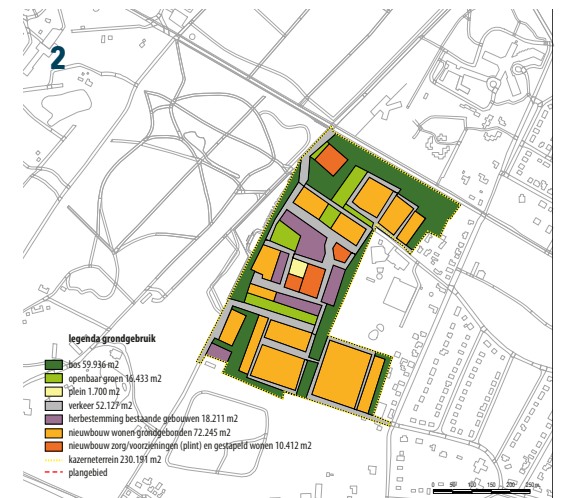 2
legenda grondgebruik
bos 59.936 m2
openbaar groen 16.433 m2
plein 1.700 m2
verkeer 52.127 m2
herbestemming bestaande gebouwen 18.211 m2
nieuwbouw wonen grondgebonden 72.245 m2
nieuwbouw zorg/voorzieningen (plint) en gestapeld wonen 10.412 m2
kazerneterrein 230.191 m2
plangebied
0 50 100 150 200 250 m